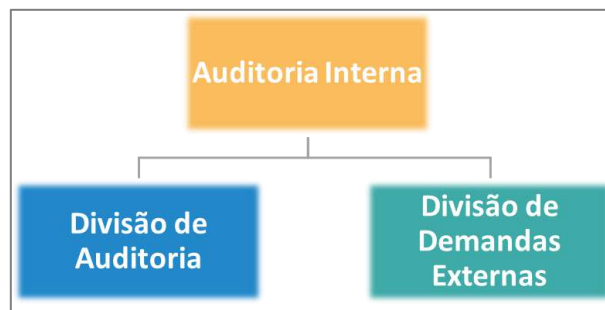 Auditoria Interna
Divisão de
Auditoria
Divisão de
Demandas
Externas